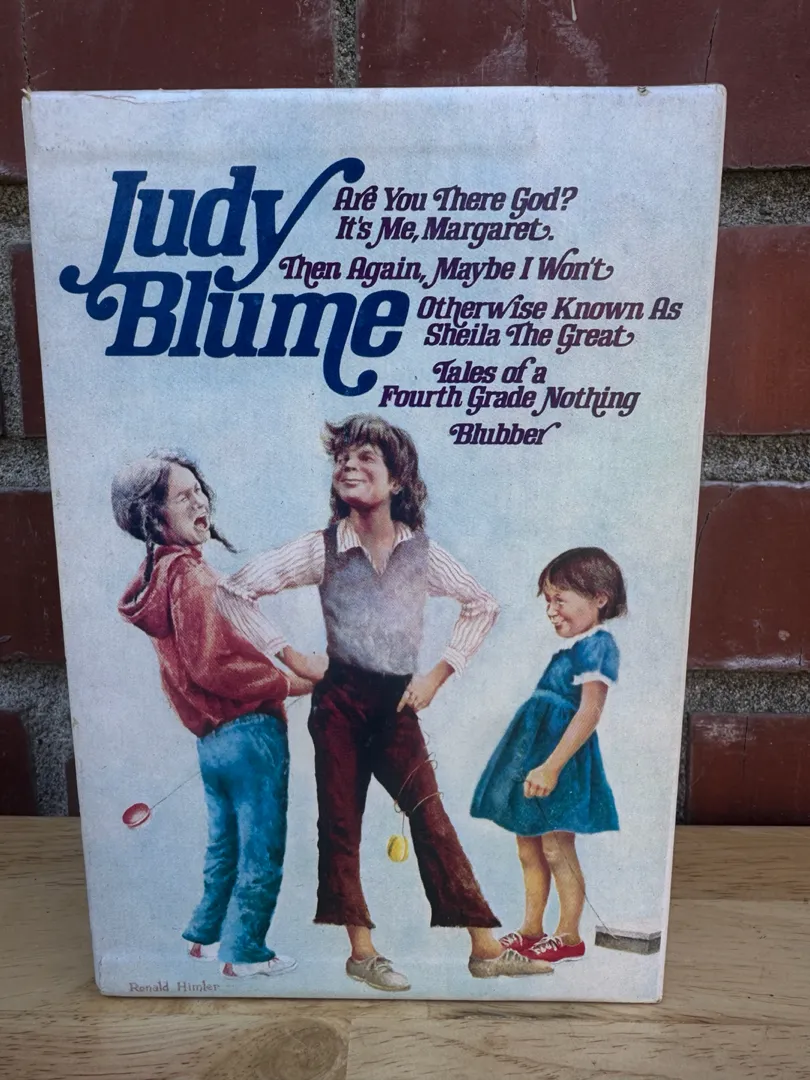 Judy
Blume
Are You There God?
It's Me, Margaret.
Then Again, Maybe I Won't
Otherwise Known As
Sheila The Great
Tales of a
Fourth Grade Nothing
Blubber
Ronald Himler